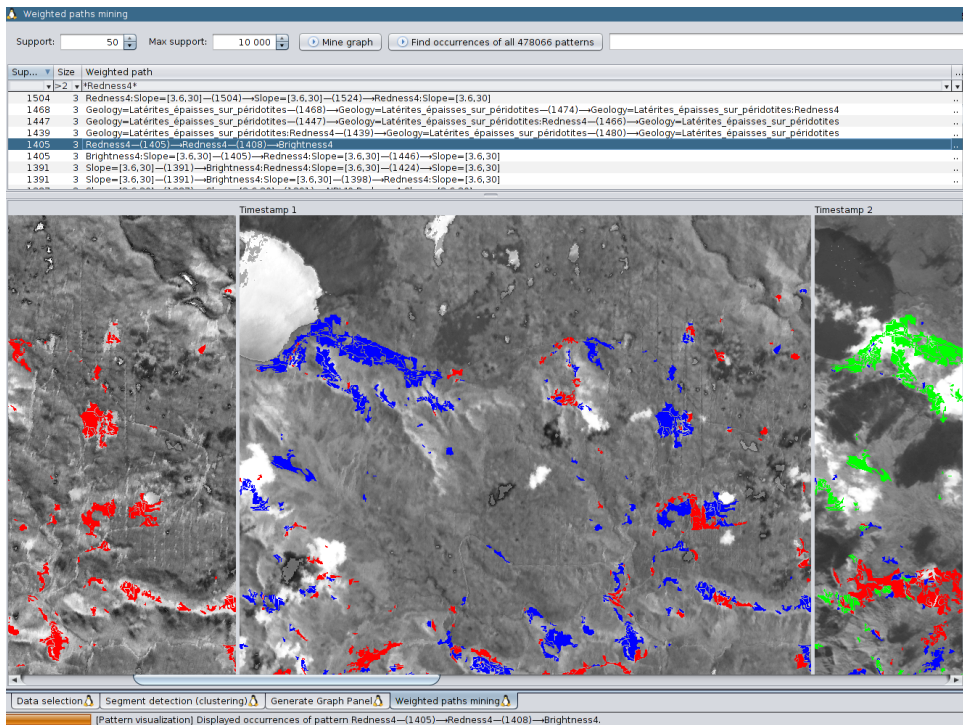 Weighted paths mining
Support: 50 Max support: 10 000 Mine graph Find occurrences of all 478066 patterns
Sup... Size Weighted path ...
>2 *Redness4*
1504 3 Redness4:Slope=[3.6,30]—(1504)→Slope=[3.6,30]—(1524)→Redness4:Slope=[3.6,30] ..
1468 3 Geology=Latérites_épaisses_sur_péridotites—(1468)→Geology=Latérites_épaisses_sur_péridotites—(1474)→Geology=Latérites_épaisses_sur_péridotites:Redness4 ..
1447 3 Geology=Latérites_épaisses_sur_péridotites—(1447)→Geology=Latérites_épaisses_sur_péridotites:Redness4—(1466)→Geology=Latérites_épaisses_sur_péridotites ..
1439 3 Geology=Latérites_épaisses_sur_péridotites:Redness4—(1439)→Geology=Latérites_épaisses_sur_péridotites—(1480)→Geology=Latérites_épaisses_sur_péridotites ..
1405 3 Redness4—(1405)→Redness4—(1408)→Brightness4 ..
1405 3 Brightness4:Slope=[3.6,30]—(1405)→Redness4:Slope=[3.6,30]—(1446)→Slope=[3.6,30] ..
1391 3 Slope=[3.6,30]—(1391)→Brightness4:Redness4:Slope=[3.6,30]—(1424)→Slope=[3.6,30] ..
1391 3 Slope=[3.6,30]—(1391)→Brightness4:Slope=[3.6,30]—(1398)→Redness4:Slope=[3.6,30] ..
Timestamp 1 Timestamp 2
Data selection Segment detection (clustering) Generate Graph Panel Weighted paths mining
[Pattern visualization] Displayed occurrences of pattern Redness4—(1405)→Redness4—(1408)→Brightness4.